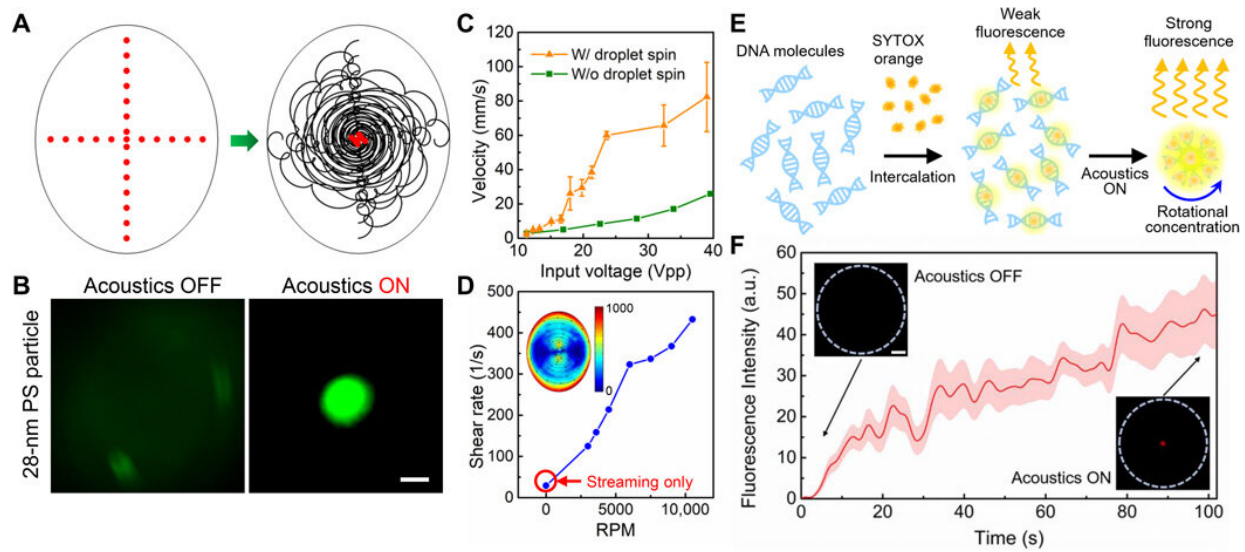 A
B
Acoustics OFF
Acoustics ON
28-nm PS particle
C
120
100
80
60
40
20
0
Velocity (mm/s)
W/ droplet spin
W/o droplet spin
10
20
30
40
Input voltage (Vpp)
D
500
400
300
200
100
0
Shear rate (1/s)
1000
0
Streaming only
0
5000
10,000
RPM
E
DNA molecules
SYTOX
orange
Intercalation
Weak
fluorescence
Acoustics
ON
Strong
fluorescence
Rotational
concentration
F
60
50
40
30
20
10
0
Fluorescence Intensity (a.u.)
Acoustics OFF
Acoustics ON
0
20
40
60
80
100
Time (s)